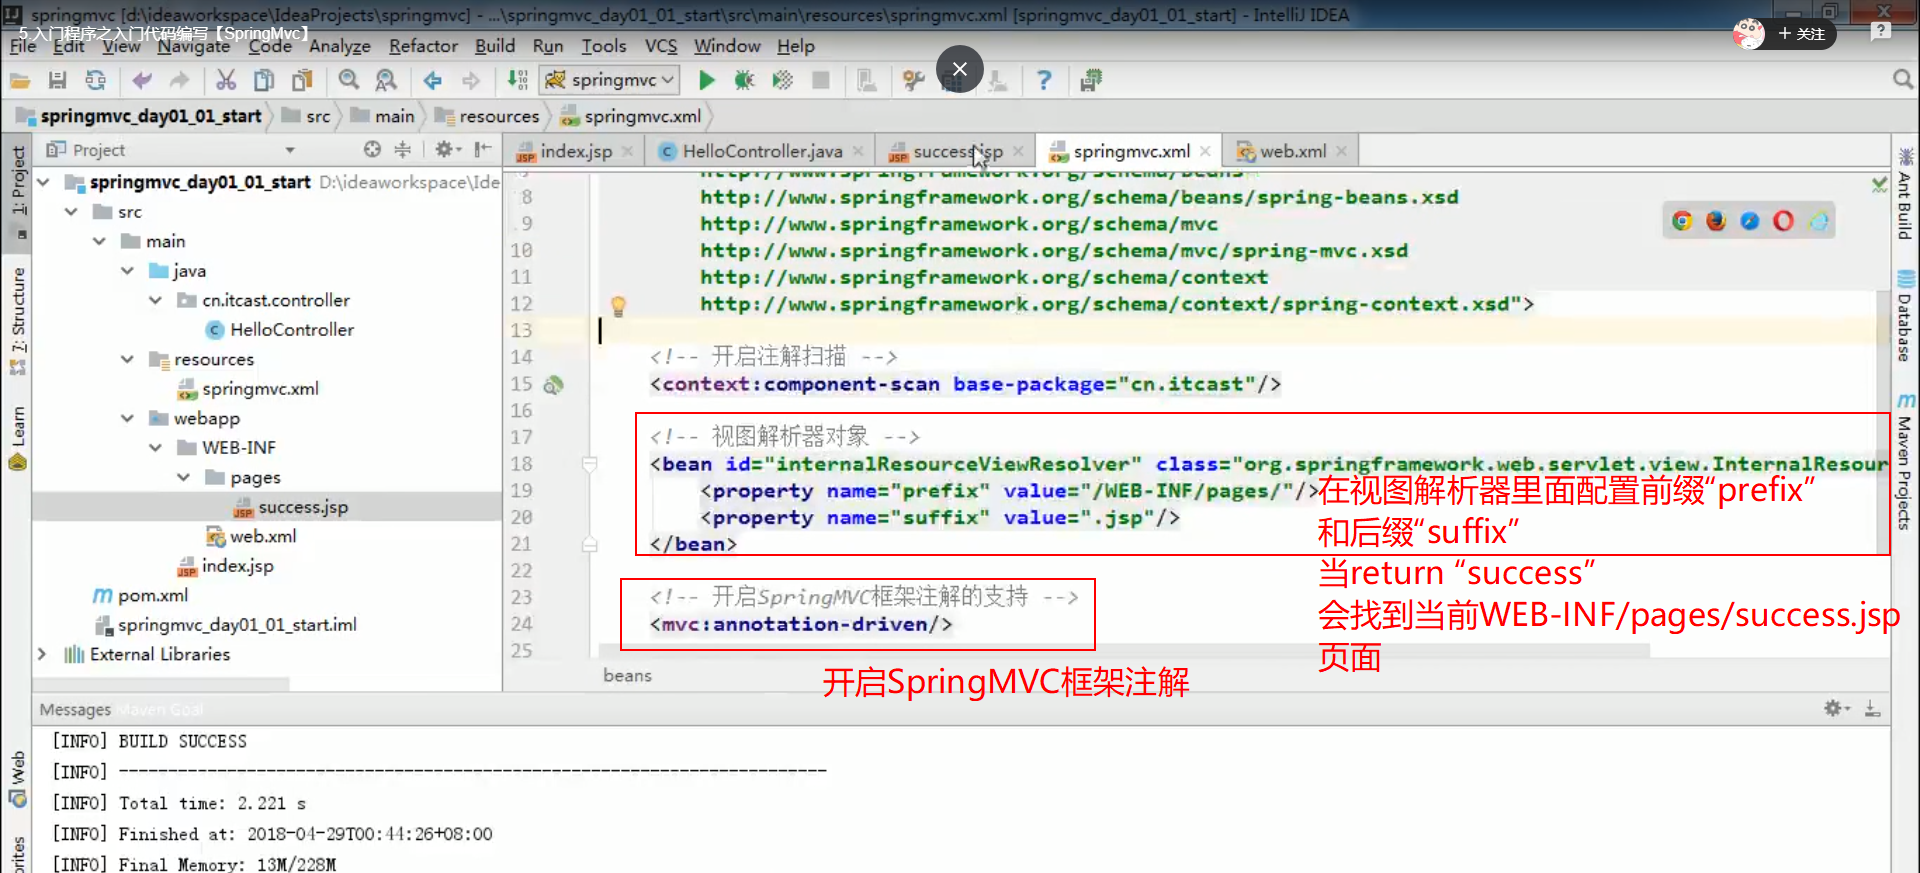 springmvc [d:\ideaworkspace\IdeaProjects\springmvc] - ...\springmvc_day01_01_start\src\main\resources\springmvc.xml [springmvc_day01_01_start] - IntelliJ IDEA
5.入门程序之入门代码编写【SpringMvc】
+ 关注
File Edit View Navigate Code Analyze Refactor Build Run Tools VCS Window Help
springmvc
springmvc_day01_01_start src main resources springmvc.xml
Project
index.jsp HelloController.java success.jsp springmvc.xml web.xml
1: Project
7: Structure
Learn
Web
springmvc_day01_01_start D:\ideaworkspace\Ide
src
main
java
cn.itcast.controller
HelloController
resources
springmvc.xml
webapp
WEB-INF
pages
success.jsp
web.xml
index.jsp
pom.xml
springmvc_day01_01_start.iml
External Libraries
http://www.springframework.org/schema/beans
8 http://www.springframework.org/schema/beans/spring-beans.xsd
9 http://www.springframework.org/schema/mvc
10 http://www.springframework.org/schema/mvc/spring-mvc.xsd
11 http://www.springframework.org/schema/context
12 http://www.springframework.org/schema/context/spring-context.xsd">
13
14 <!-- 开启注解扫描 -->
15 <context:component-scan base-package="cn.itcast"/>
16
17 <!-- 视图解析器对象 -->
18 <bean id="internalResourceViewResolver" class="org.springframework.web.servlet.view.InternalResour
19 <property name="prefix" value="/WEB-INF/pages/"/>
20 <property name="suffix" value=".jsp"/>
21 </bean>
22
23 <!-- 开启SpringMVC框架注解的支持 -->
24 <mvc:annotation-driven/>
25
beans
在视图解析器里面配置前缀“prefix”
和后缀“suffix”
当return “success”
会找到当前WEB-INF/pages/success.jsp
页面
开启SpringMVC框架注解
Ant Build
Database
Maven Projects
Messages Maven Goal
[INFO] BUILD SUCCESS
[INFO] ------------------------------------------------------------------------
[INFO] Total time: 2.221 s
[INFO] Finished at: 2018-04-29T00:44:26+08:00
[INFO] Final Memory: 13M/228M